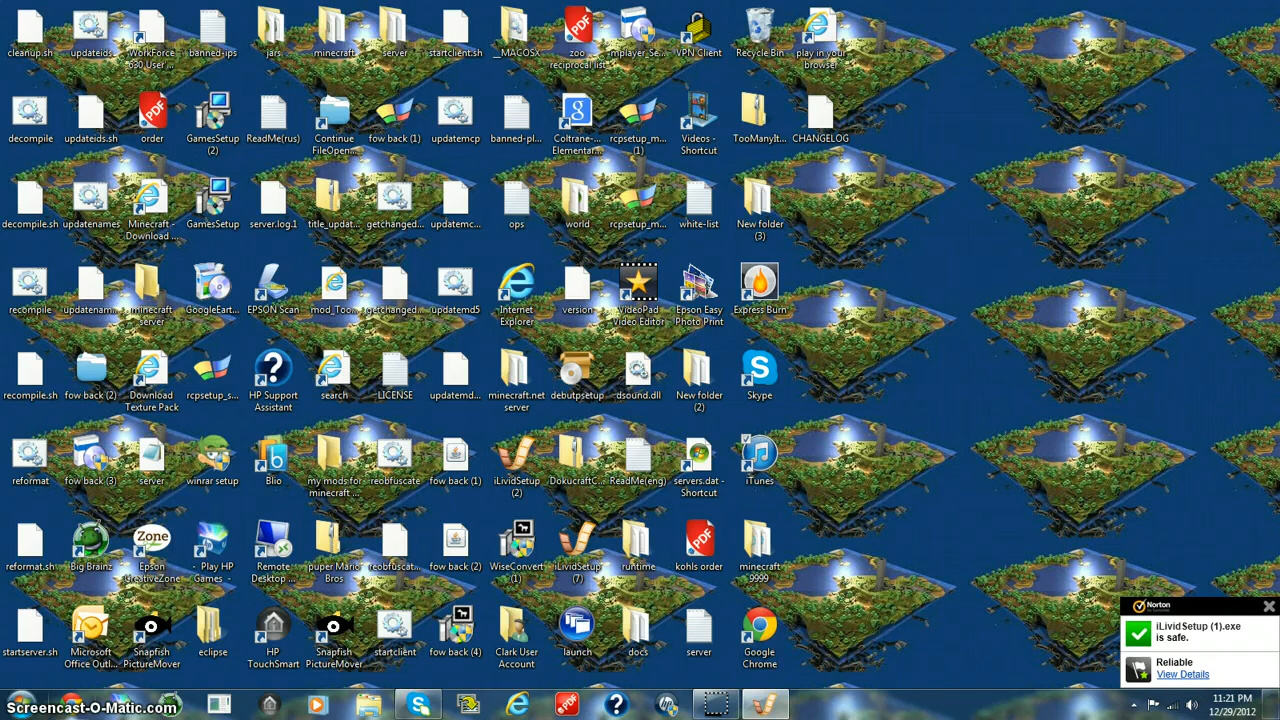 cleanup.sh
updateids
WorkForce
630 User ...
banned-ips
jars
minecraft
server
startclient.sh
__MACOSX
zoo
reciprocal list
mplayer_Se...
VPN Client
Recycle Bin
play in your
browser
decompile
updateids.sh
order
GamesSetup
(2)
ReadMe(rus)
Continue
FileOpen...
fow back (1)
updatemcp
banned-pl...
Coltrane-...
Elementar...
rcpsetup_m...
(1)
Videos -
Shortcut
TooManyIt...
CHANGELOG
decompile.sh
updatenames
Minecraft -
Download ...
GamesSetup
server.log.1
title_updat...
getchanged...
updatemc...
ops
world
rcpsetup_m...
white-list
New folder
(3)
recompile
updatenam...
minecraft
server
GoogleEart...
EPSON Scan
mod_Too...
getchanged...
updatemd5
Internet
Explorer
version
VideoPad
Video Editor
Epson Easy
Photo Print
Express Burn
recompile.sh
fow back (2)
Download
Texture Pack
rcpsetup_s...
HP Support
Assistant
search
LICENSE
updatemd...
minecraft.net
server
debutpsetup
dsound.dll
New folder
(2)
Skype
reformat
fow back (3)
server
winrar setup
Blio
my mods for
minecraft ...
reobfuscate
fow back (1)
iLividSetup
(2)
DokucraftC...
ReadMe(eng)
servers.dat -
Shortcut
iTunes
reformat.sh
Big Brainz
Zone
Epson
CreativeZone
- Play HP
Games -
Remote
Desktop ...
puper Mario
Bros
reobfuscat...
fow back (2)
WiseConvert
(1)
iLividSetup
(7)
runtime
PDF
kohls order
minecraft
9999
startserver.sh
Microsoft
Office Outl...
Snapfish
PictureMover
eclipse
HP
TouchSmart
Snapfish
PictureMover
startclient
fow back (4)
Clark User
Account
launch
docs
server
Google
Chrome
Norton
iLividSetup (1).exe
is safe.
Reliable
View Details
Screencast-O-Matic.com
11:21 PM
12/29/2012